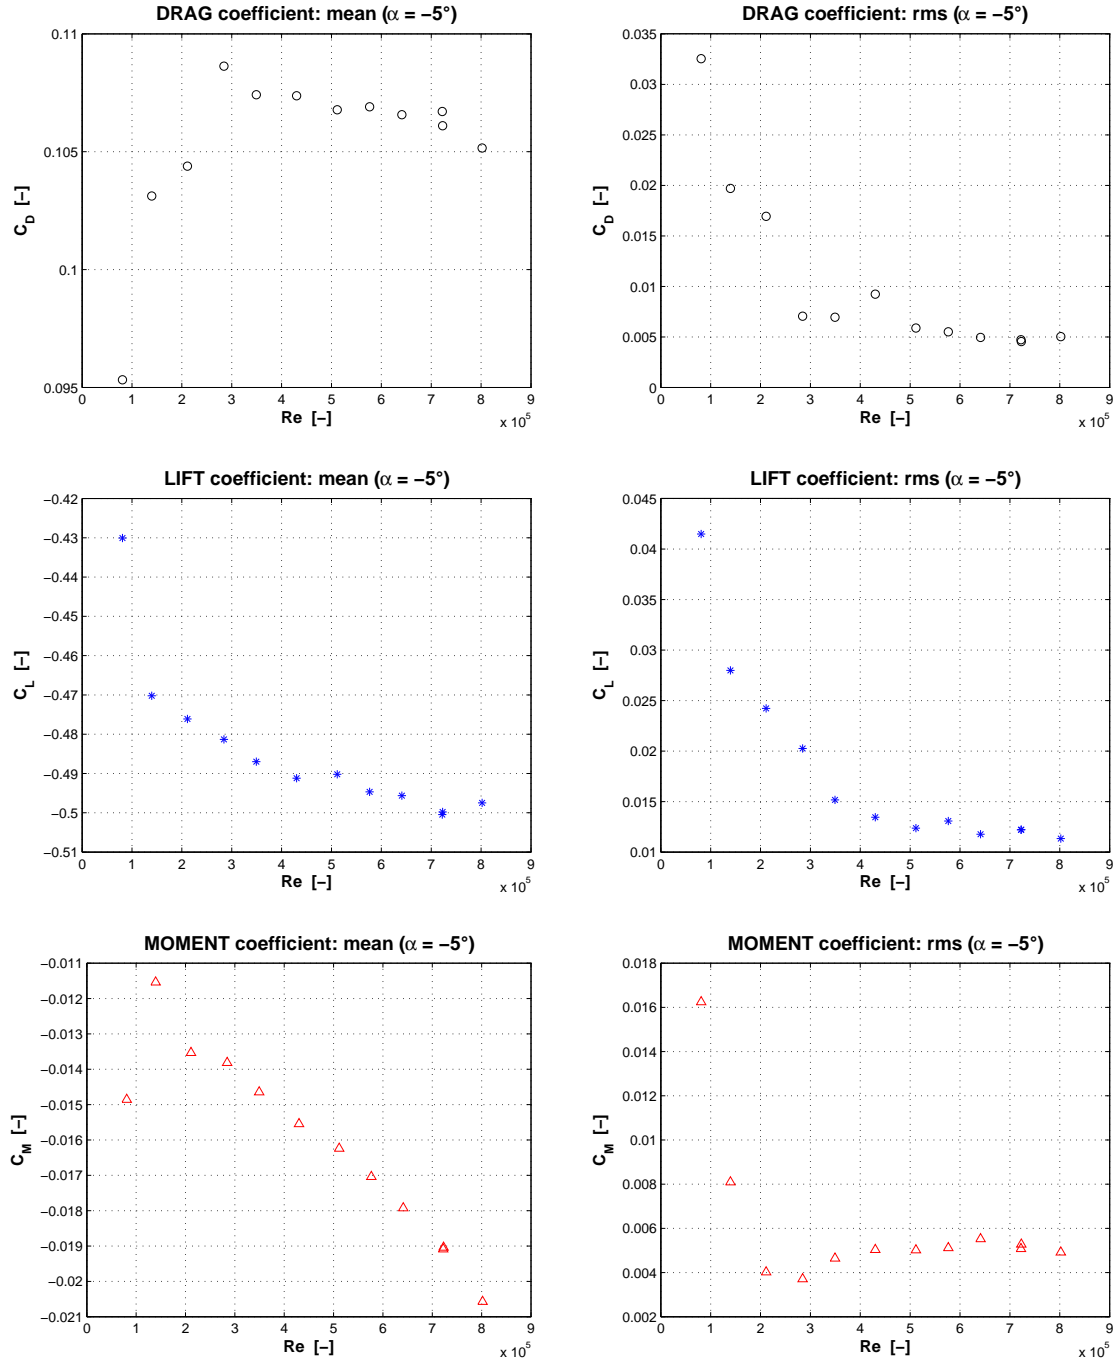 DRAG coefficient: mean (α = −5°)
0.11
0.105
0.1
0.095
C_D [−]
0 1 2 3 4 5 6 7 8 9
Re [−]
x 10^5
DRAG coefficient: rms (α = −5°)
0.035
0.03
0.025
0.02
0.015
0.01
0.005
0
C_D [−]
0 1 2 3 4 5 6 7 8 9
Re [−]
x 10^5
LIFT coefficient: mean (α = −5°)
−0.42
−0.43
−0.44
−0.45
−0.46
−0.47
−0.48
−0.49
−0.5
−0.51
C_L [−]
0 1 2 3 4 5 6 7 8 9
Re [−]
x 10^5
LIFT coefficient: rms (α = −5°)
0.045
0.04
0.035
0.03
0.025
0.02
0.015
0.01
C_L [−]
0 1 2 3 4 5 6 7 8 9
Re [−]
x 10^5
MOMENT coefficient: mean (α = −5°)
−0.011
−0.012
−0.013
−0.014
−0.015
−0.016
−0.017
−0.018
−0.019
−0.02
−0.021
C_M [−]
0 1 2 3 4 5 6 7 8 9
Re [−]
x 10^5
MOMENT coefficient: rms (α = −5°)
0.018
0.016
0.014
0.012
0.01
0.008
0.006
0.004
0.002
C_M [−]
0 1 2 3 4 5 6 7 8 9
Re [−]
x 10^5